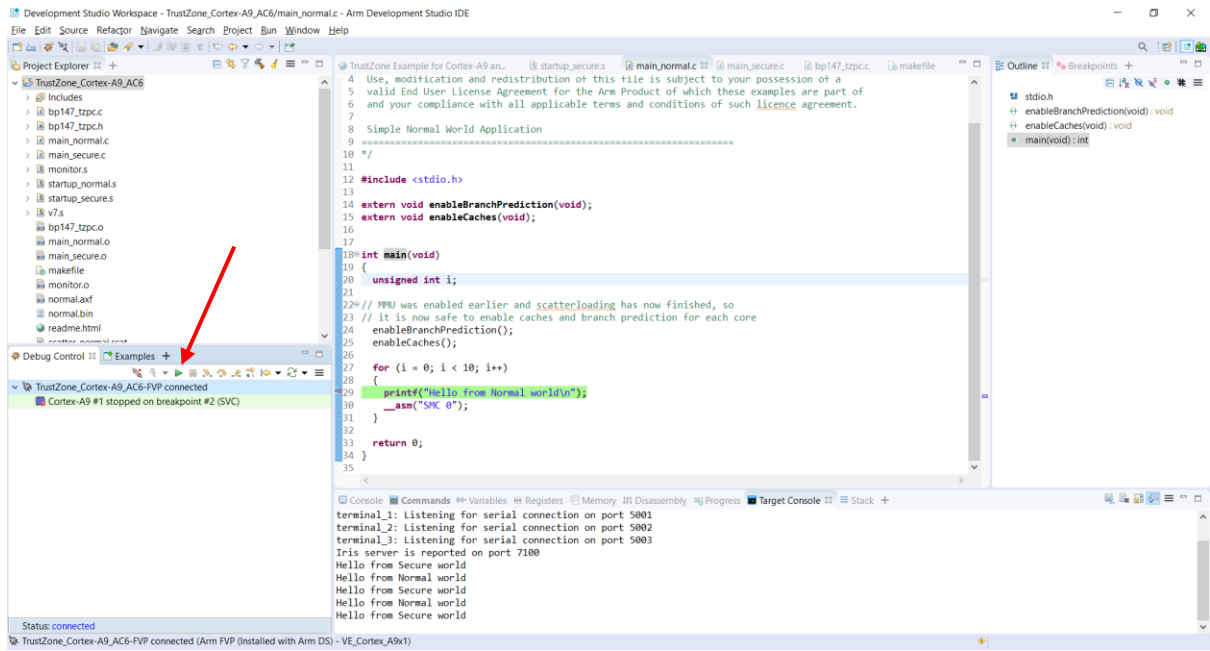 Development Studio Workspace - TrustZone_Cortex-A9_AC6/main_normal.c - Arm Development Studio IDE
File Edit Source Refactor Navigate Search Project Run Window Help
Project Explorer
TrustZone_Cortex-A9_AC6
Includes
bp147_tzpc.c
bp147_tzpc.h
main_normal.c
main_secure.c
monitor.s
startup_normal.s
startup_secure.s
v7.s
bp147_tzpc.o
main_normal.o
main_secure.o
makefile
monitor.o
normal.axf
normal.bin
readme.html
scatter_normal.scat
Debug Control Examples
TrustZone_Cortex-A9_AC6-FVP connected
Cortex-A9 #1 stopped on breakpoint #2 (SVC)
Status: connected
TrustZone Example for Cortex-A9 an... startup_secure.s main_normal.c main_secure.c bp147_tzpc.c makefile
4 Use, modification and redistribution of this file is subject to your possession of a
5 valid End User License Agreement for the Arm Product of which these examples are part of
6 and your compliance with all applicable terms and conditions of such licence agreement.
7
8 Simple Normal World Application
9 ==================================================================
10 */
11
12 #include <stdio.h>
13
14 extern void enableBranchPrediction(void);
15 extern void enableCaches(void);
16
17
18 int main(void)
19 {
20 unsigned int i;
21
22 // MMU was enabled earlier and scatterloading has now finished, so
23 // it is now safe to enable caches and branch prediction for each core
24 enableBranchPrediction();
25 enableCaches();
26
27 for (i = 0; i < 10; i++)
28 {
29 printf("Hello from Normal world\n");
30 __asm("SMC 0");
31 }
32
33 return 0;
34 }
35
Outline Breakpoints
stdio.h
enableBranchPrediction(void) : void
enableCaches(void) : void
main(void) : int
Console Commands Variables Registers Memory Disassembly Progress Target Console Stack
terminal_1: Listening for serial connection on port 5001
terminal_2: Listening for serial connection on port 5002
terminal_3: Listening for serial connection on port 5003
Iris server is reported on port 7100
Hello from Secure world
Hello from Normal world
Hello from Secure world
Hello from Normal world
Hello from Secure world
TrustZone_Cortex-A9_AC6-FVP connected (Arm FVP (Installed with Arm DS) - VE_Cortex_A9x1)